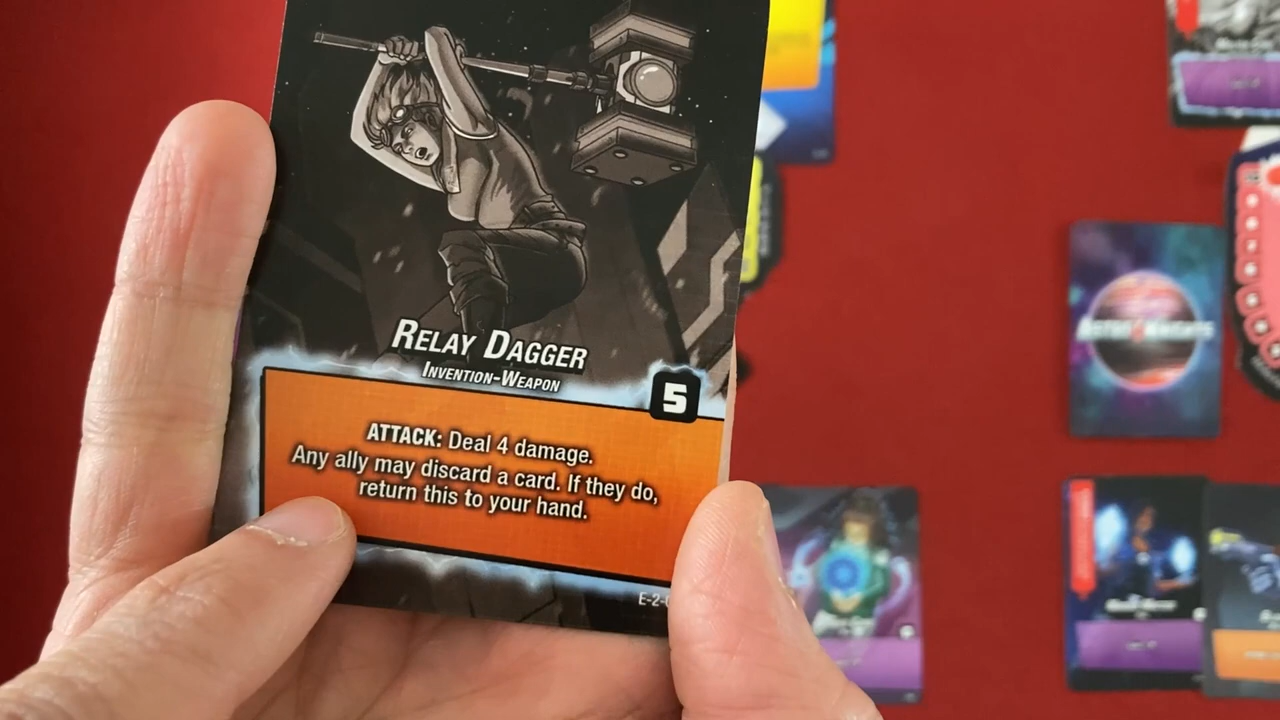 RELAY DAGGER
INVENTION-WEAPON
5
ATTACK: Deal 4 damage.
Any ally may discard a card. If they do,
return this to your hand.
E-2-